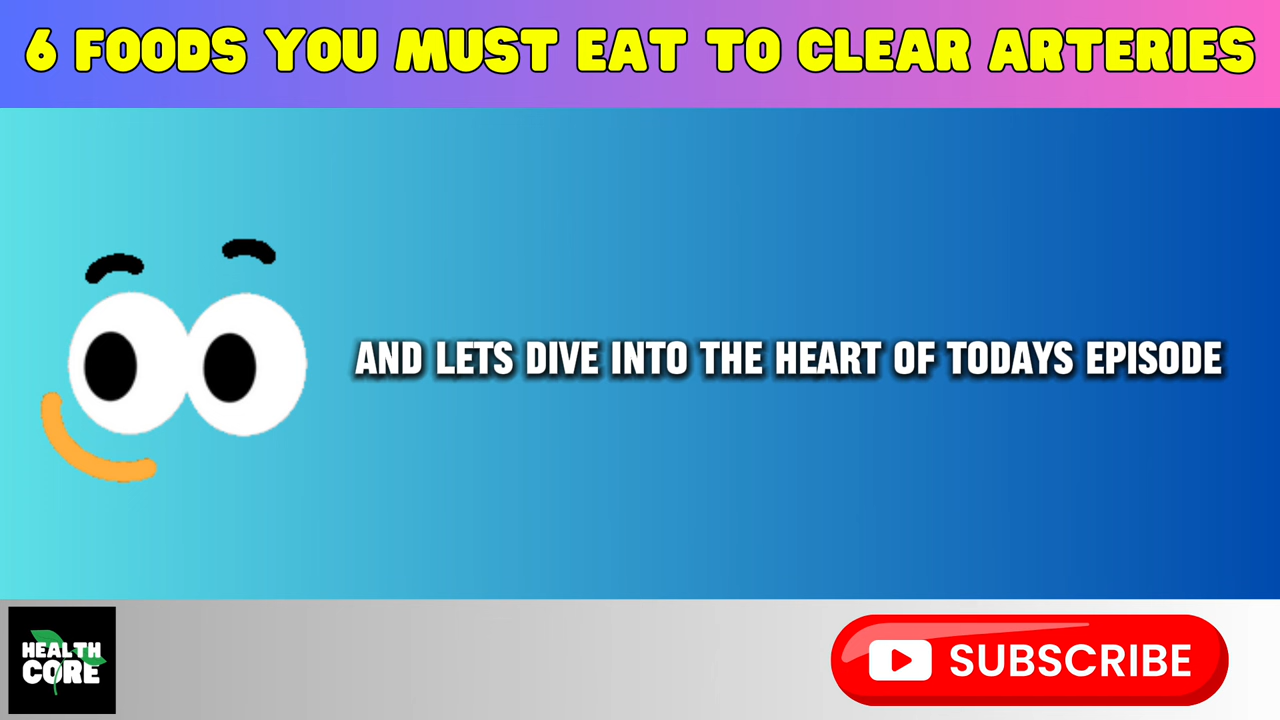 6 FOODS YOU MUST EAT TO CLEAR ARTERIES
AND LETS DIVE INTO THE HEART OF TODAYS EPISODE
HEALTH
CORE
SUBSCRIBE